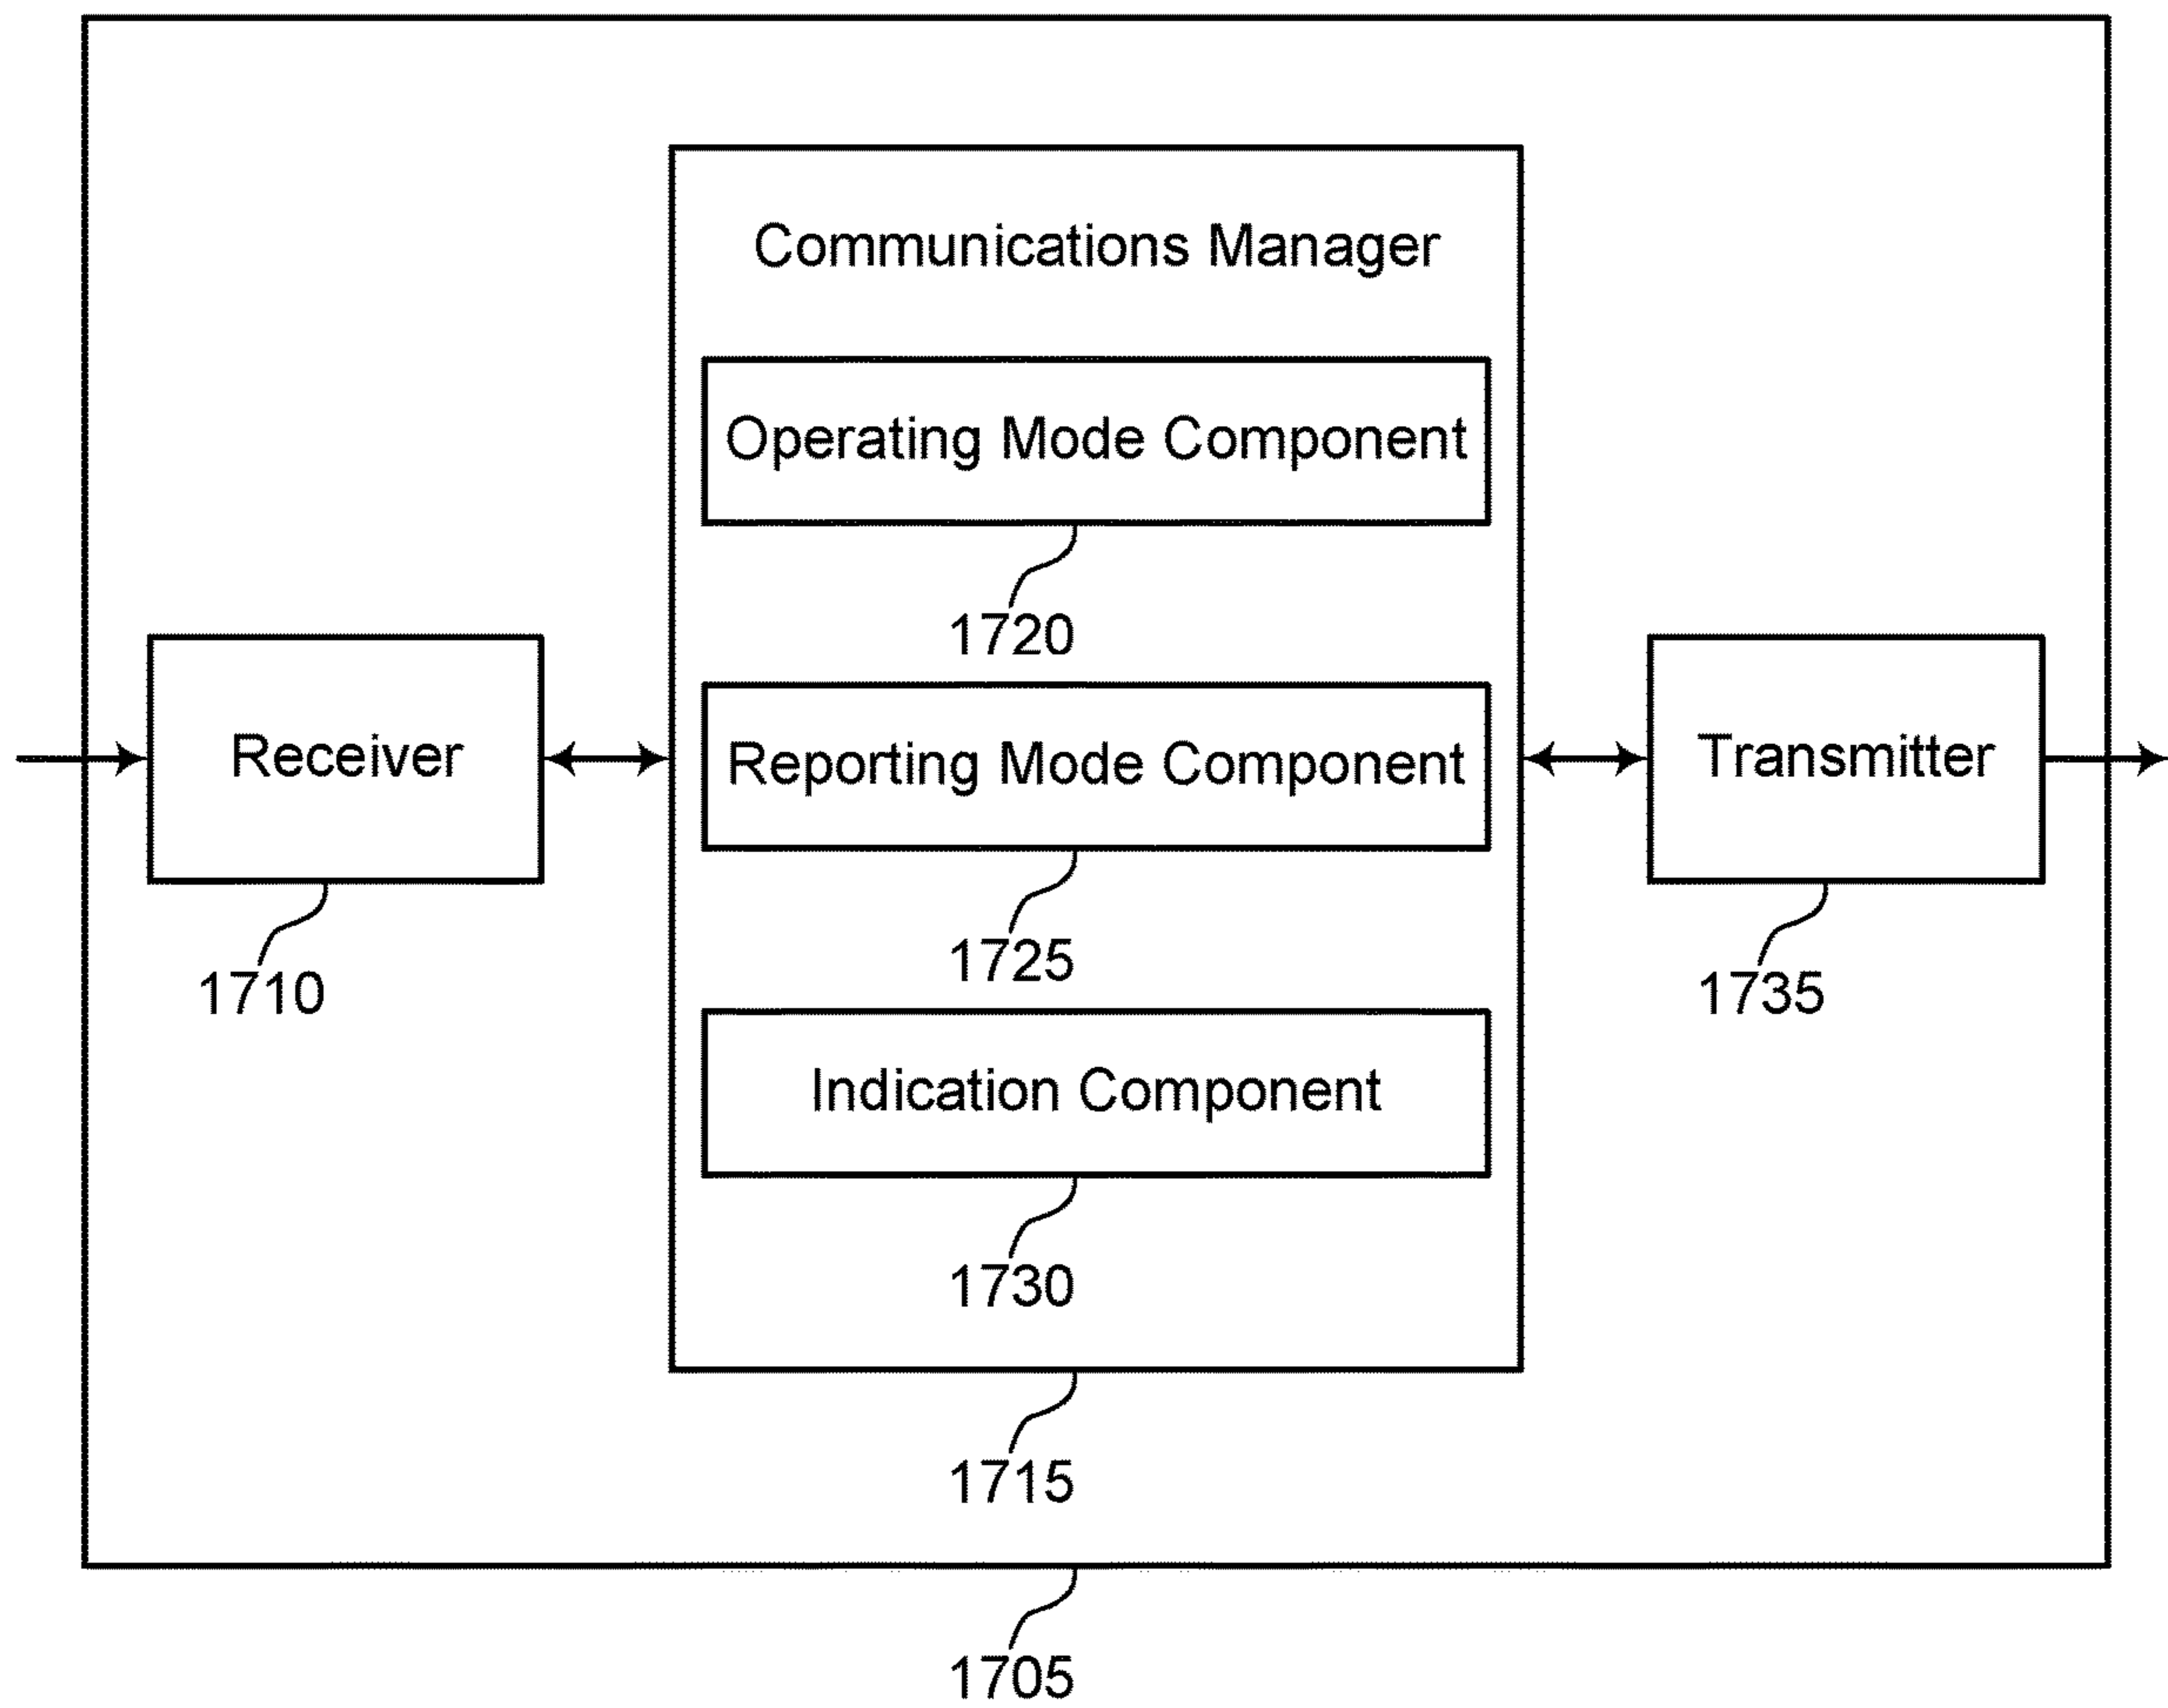 Communications Manager
Operating Mode Component
1720
Receiver
1710
Reporting Mode Component
1725
Transmitter
1735
Indication Component
1730
1715
1705